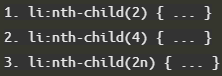 1. li:nth-child(2) { ... }
2. li:nth-child(4) { ... }
3. li:nth-child(2n) { ... }